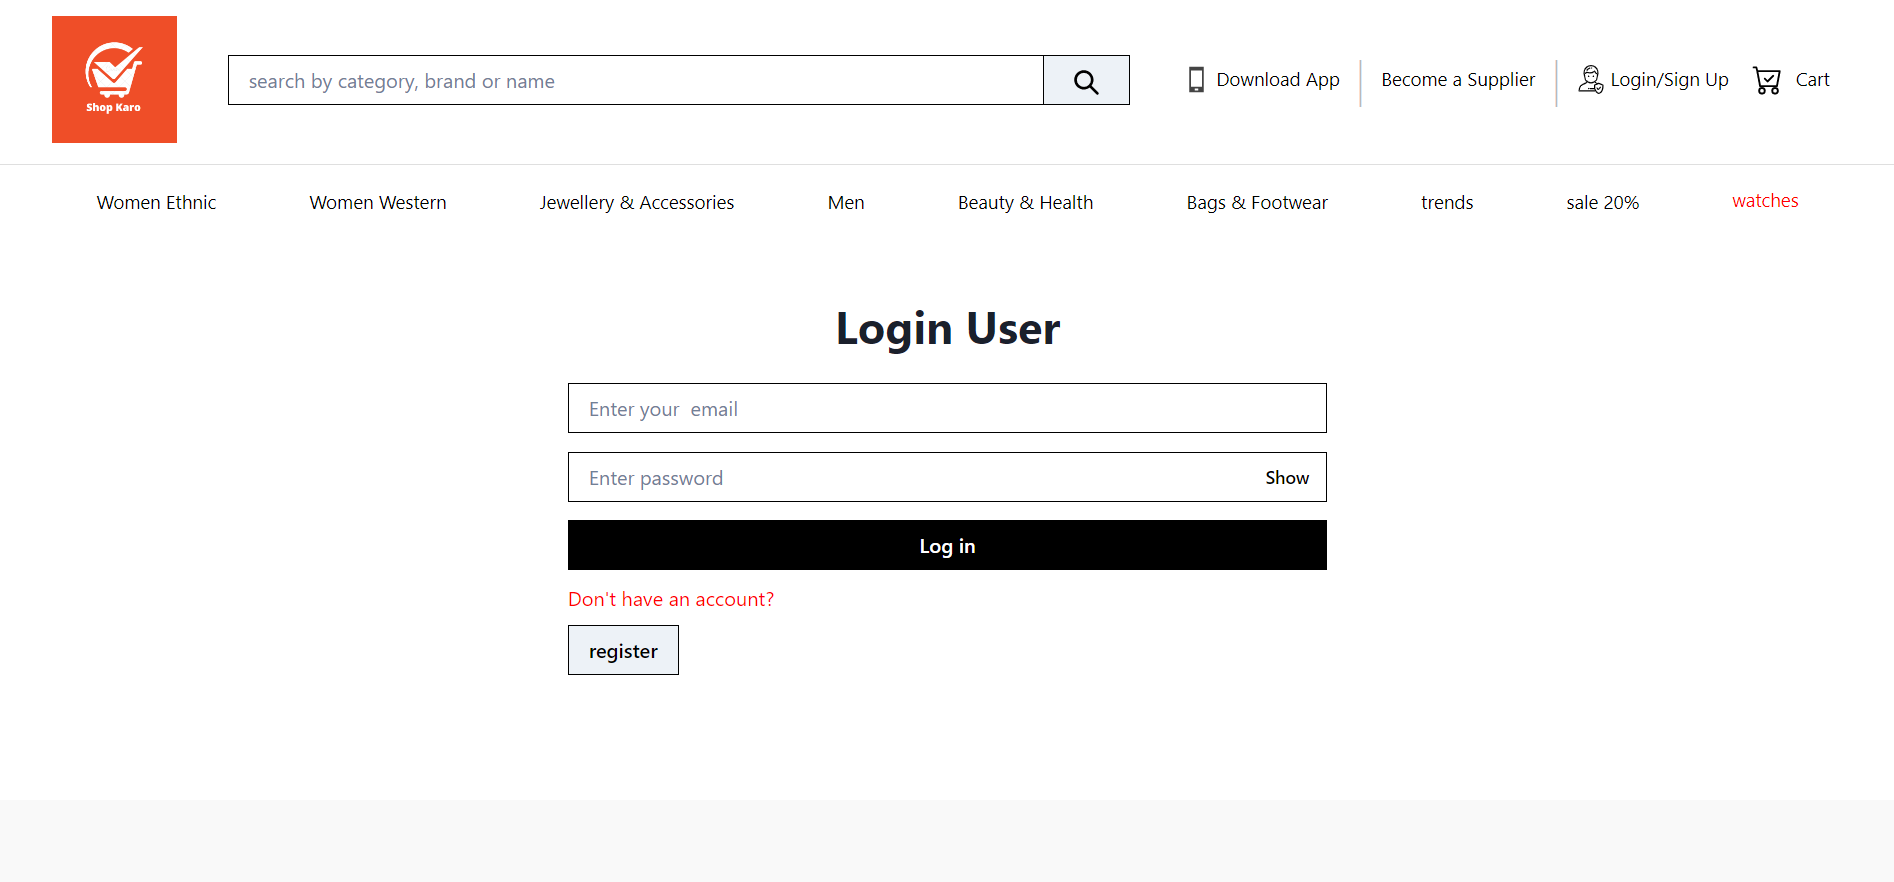 Shop Karo
search by category, brand or name
Download App
Become a Supplier
Login/Sign Up
Cart
Women Ethnic
Women Western
Jewellery & Accessories
Men
Beauty & Health
Bags & Footwear
trends
sale 20%
watches
Login User
Enter your  email
Enter password
Show
Log in
Don't have an account?
register